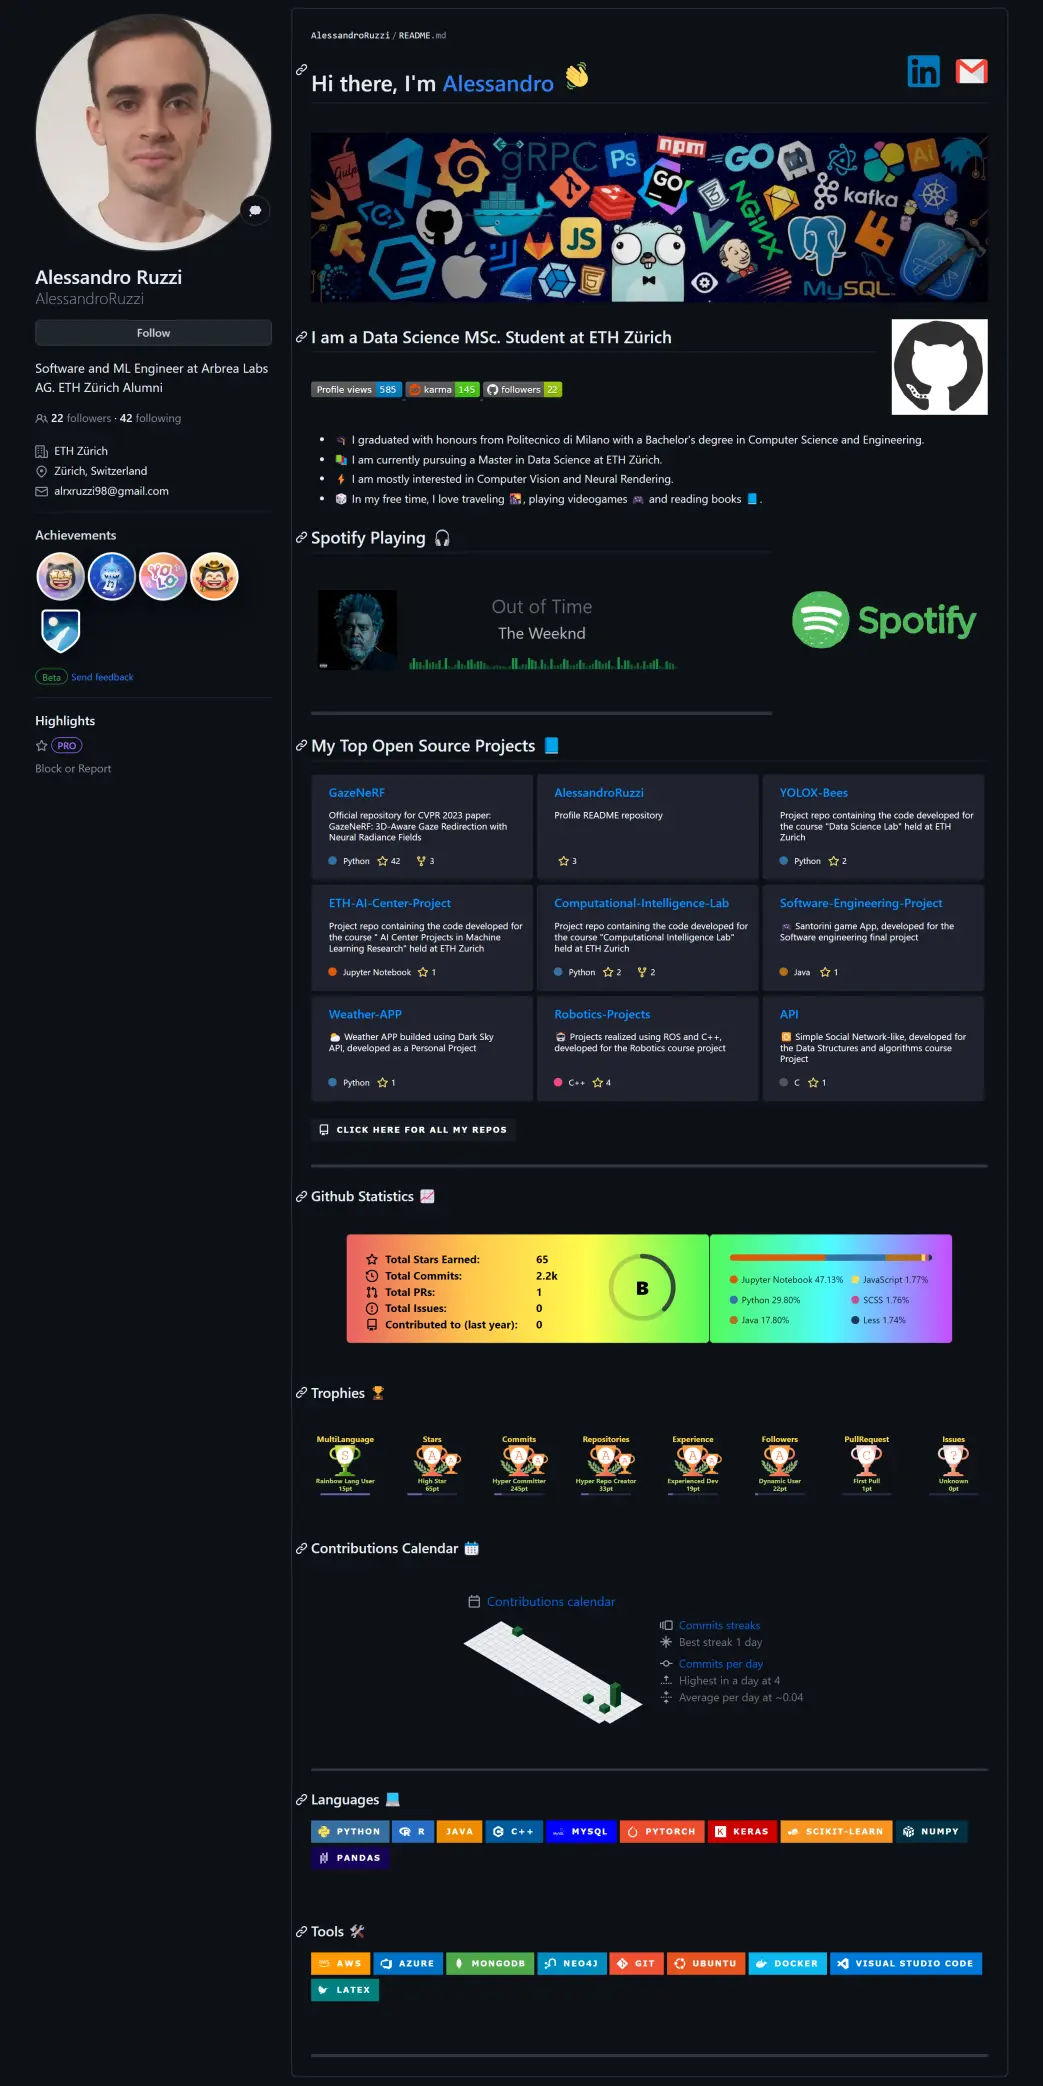 Alessandro Ruzzi
AlessandroRuzzi
Follow
Software and ML Engineer at Arbrea Labs
AG. ETH Zürich Alumni
22 followers · 42 following
ETH Zürich
Zürich, Switzerland
alrxruzzi98@gmail.com
Achievements
YOLO
Beta Send feedback
Highlights
PRO
Block or Report
AlessandroRuzzi / README.md
Hi there, I'm Alessandro
in
Gulp
gRPC
Ps
npm
GO
Ai
GO
kafka
JS
NGiNX
MySQL
I am a Data Science MSc. Student at ETH Zürich
Profile views 585 karma 145 followers 22
I graduated with honours from Politecnico di Milano with a Bachelor's degree in Computer Science and Engineering.
I am currently pursuing a Master in Data Science at ETH Zürich.
I am mostly interested in Computer Vision and Neural Rendering.
In my free time, I love traveling , playing videogames and reading books .
Spotify Playing
Out of Time
The Weeknd
Spotify
My Top Open Source Projects
GazeNeRF
Official repository for CVPR 2023 paper:
GazeNeRF: 3D-Aware Gaze Redirection with
Neural Radiance Fields
Python 42 3
AlessandroRuzzi
Profile README repository
3
YOLOX-Bees
Project repo containing the code developed for
the course "Data Science Lab" held at ETH
Zurich
Python 2
ETH-AI-Center-Project
Project repo containing the code developed for
the course " AI Center Projects in Machine
Learning Research" held at ETH Zurich
Jupyter Notebook 1
Computational-Intelligence-Lab
Project repo containing the code developed for
the course "Computational Intelligence Lab"
held at ETH Zurich
Python 2 2
Software-Engineering-Project
Santorini game App, developed for the
Software engineering final project
Java 1
Weather-APP
Weather APP builded using Dark Sky
API, developed as a Personal Project
Python 1
Robotics-Projects
Projects realized using ROS and C++,
developed for the Robotics course project
C++ 4
API
Simple Social Network-like, developed for
the Data Structures and algorithms course
Project
C 1
CLICK HERE FOR ALL MY REPOS
Github Statistics
Total Stars Earned: 65
Total Commits: 2.2k
Total PRs: 1
Total Issues: 0
Contributed to (last year): 0
B
Jupyter Notebook 47.13% JavaScript 1.77%
Python 29.80% SCSS 1.76%
Java 17.80% Less 1.74%
Trophies
MultiLanguage Stars Commits Repositories Experience Followers PullRequest Issues
S A A A A A C ?
Rainbow Lang User High Star Hyper Committer Hyper Repo Creator Experienced Dev Dynamic User First Pull Unknown
15pt 65pt 245pt 33pt 19pt 22pt 1pt 0pt
Contributions Calendar
Contributions calendar
Commits streaks
Best streak 1 day
Commits per day
Highest in a day at 4
Average per day at ~0.04
Languages
PYTHON R JAVA C++ MYSQL PYTORCH KERAS SCIKIT-LEARN NUMPY
PANDAS
Tools
AWS AZURE MONGODB NEO4J GIT UBUNTU DOCKER VISUAL STUDIO CODE
LATEX